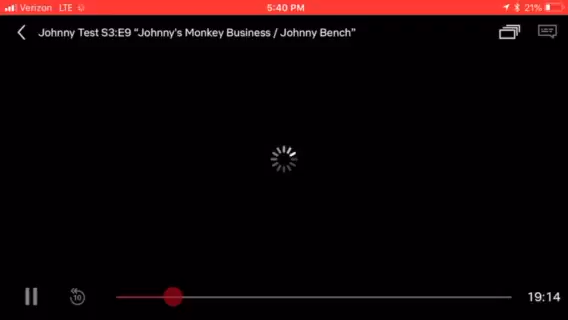 Verizon LTE 5:40 PM 21%
Johnny Test S3:E9 “Johnny’s Monkey Business / Johnny Bench”
10
19:14